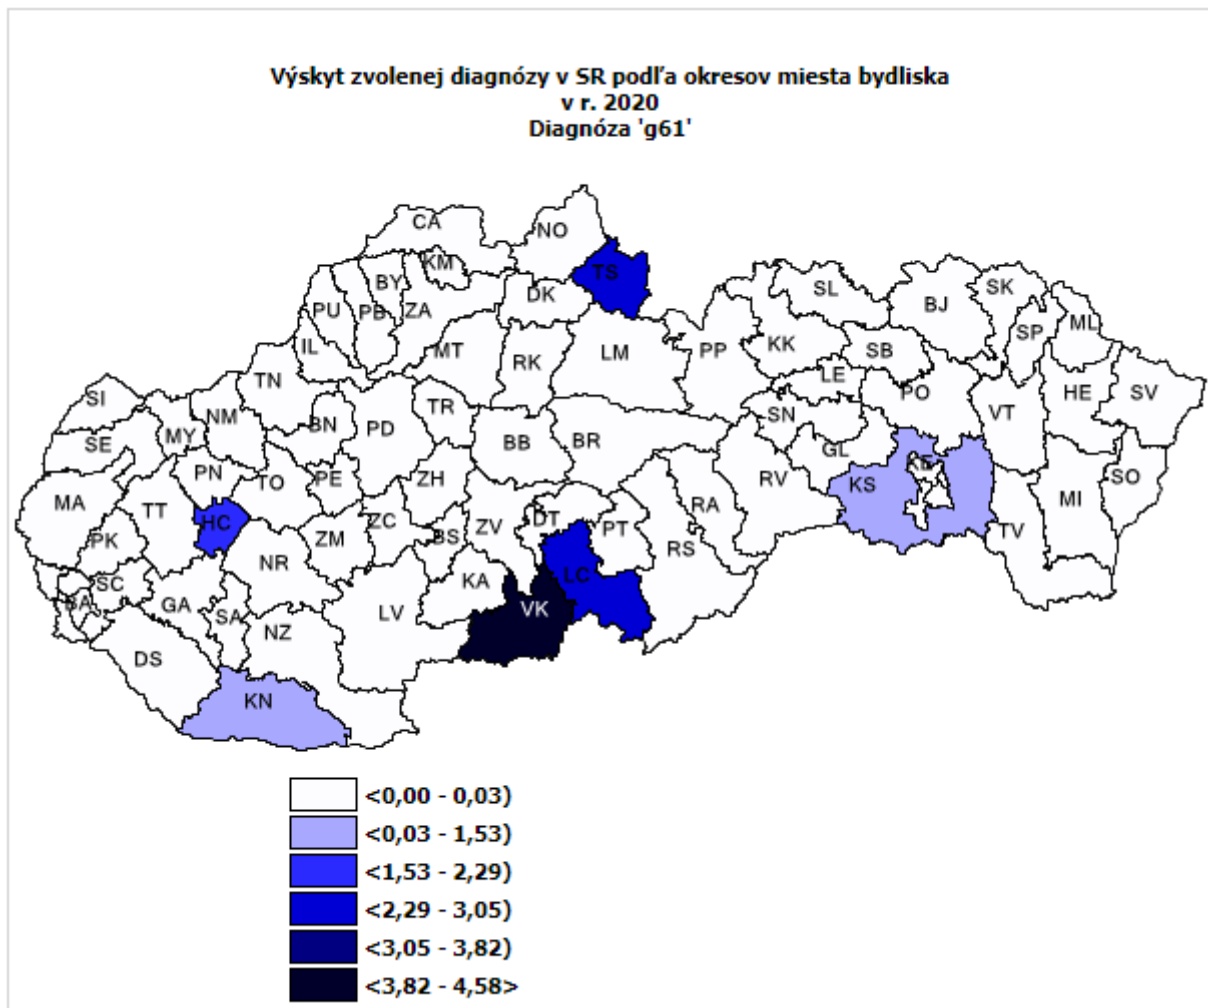 Výskyt zvolenej diagnózy v SR podľa okresov miesta bydliska
v r. 2020
Diagnóza 'g61'
CA
NO
KM
TS
BY
DK
PU
PB
ZA
SL
SK
BJ
ML
SP
IL
MT
RK
LM
PP
KK
SB
TN
LE
PO
HE
SV
SI
NM
BN
PD
TR
BB
BR
SN
VT
SE
MY
GL
PN
TO
PE
ZH
RV
KS
KE
SO
MA
TT
HC
ZC
ZV
DT
PT
RA
MI
PK
NR
ZM
BS
RS
TV
SC
KA
LC
BA
GA
SA
NZ
LV
VK
DS
KN
<0,00 - 0,03)
<0,03 - 1,53)
<1,53 - 2,29)
<2,29 - 3,05)
<3,05 - 3,82)
<3,82 - 4,58>